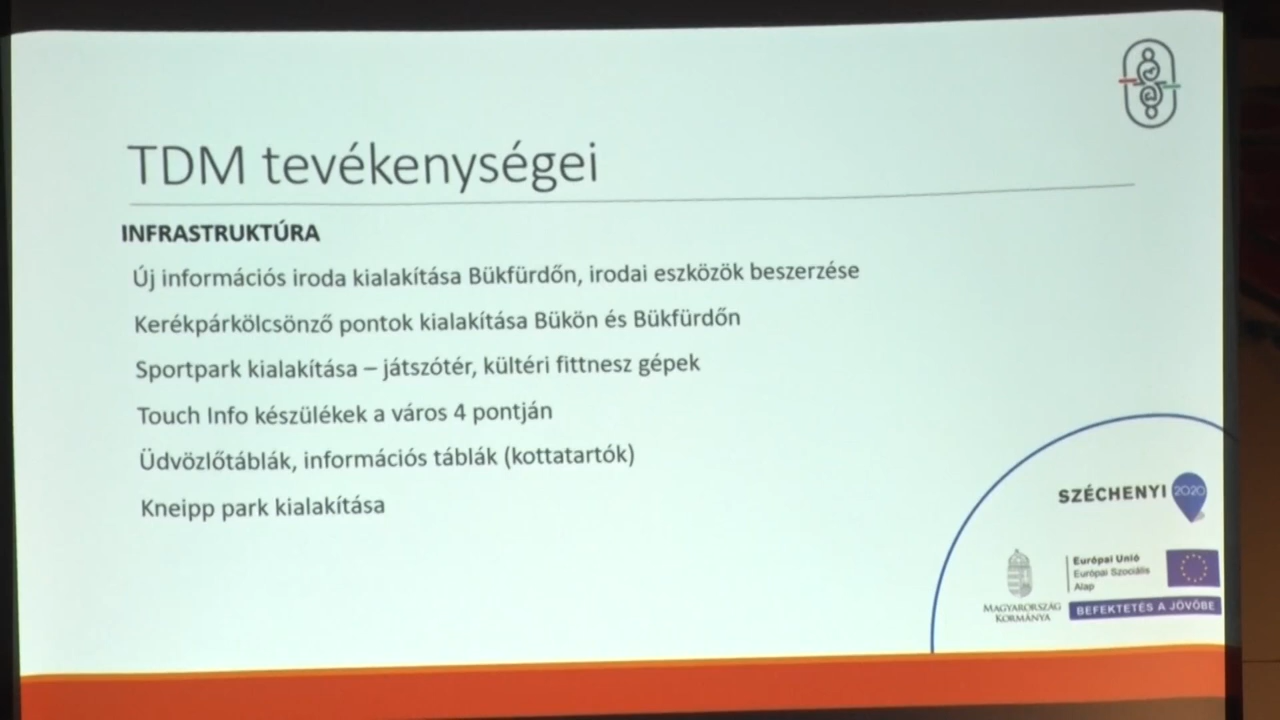 TDM tevékenységei
INFRASTRUKTÚRA
Új információs iroda kialakítása Bükfürdőn, irodai eszközök beszerzése
Kerékpárkölcsönző pontok kialakítása Bükön és Bükfürdőn
Sportpark kialakítása – játszótér, kültéri fittnesz gépek
Touch Info készülékek a város 4 pontján
Üdvözlőtáblák, információs táblák (kottatartók)
Kneipp park kialakítása
SZÉCHENYI 2020
MAGYARORSZÁG
KORMÁNYA
Európai Unió
Európai Szociális
Alap
BEFEKTETÉS A JÖVŐBE